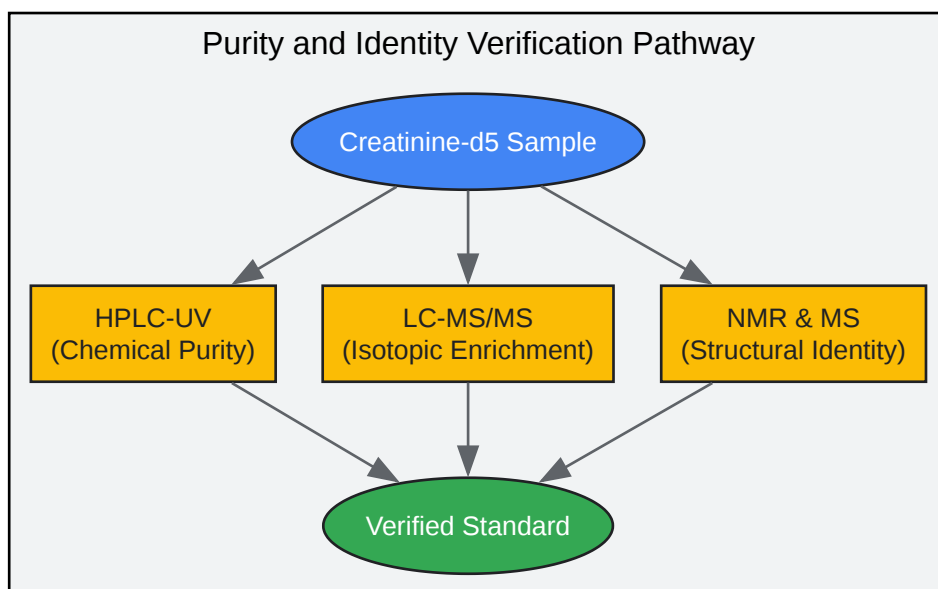 Purity and Identity Verification Pathway
Creatinine-d5 Sample
HPLC-UV
(Chemical Purity)
LC-MS/MS
(Isotopic Enrichment)
NMR & MS
(Structural Identity)
Verified Standard